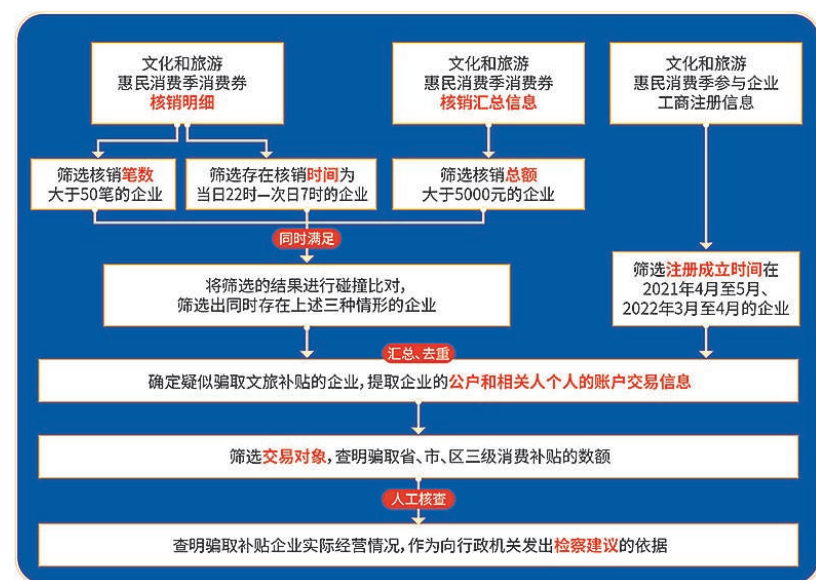 文化和旅游
惠民消费季消费券
核销明细
文化和旅游
惠民消费季消费券
核销汇总信息
文化和旅游
惠民消费季参与企业
工商注册信息
筛选核销笔数
大于50笔的企业
筛选存在核销时间为
当日22时—次日7时的企业
筛选核销总额
大于5000元的企业
同时满足
将筛选的结果进行碰撞比对，
筛选出同时存在上述三种情形的企业
筛选注册成立时间在
2021年4月至5月、
2022年3月至4月的企业
汇总、去重
确定疑似骗取文旅补贴的企业，提取企业的公户和相关人个人的账户交易信息
筛选交易对象，查明骗取省、市、区三级消费补贴的数额
人工核查
查明骗取补贴企业实际经营情况，作为向行政机关发出检察建议的依据